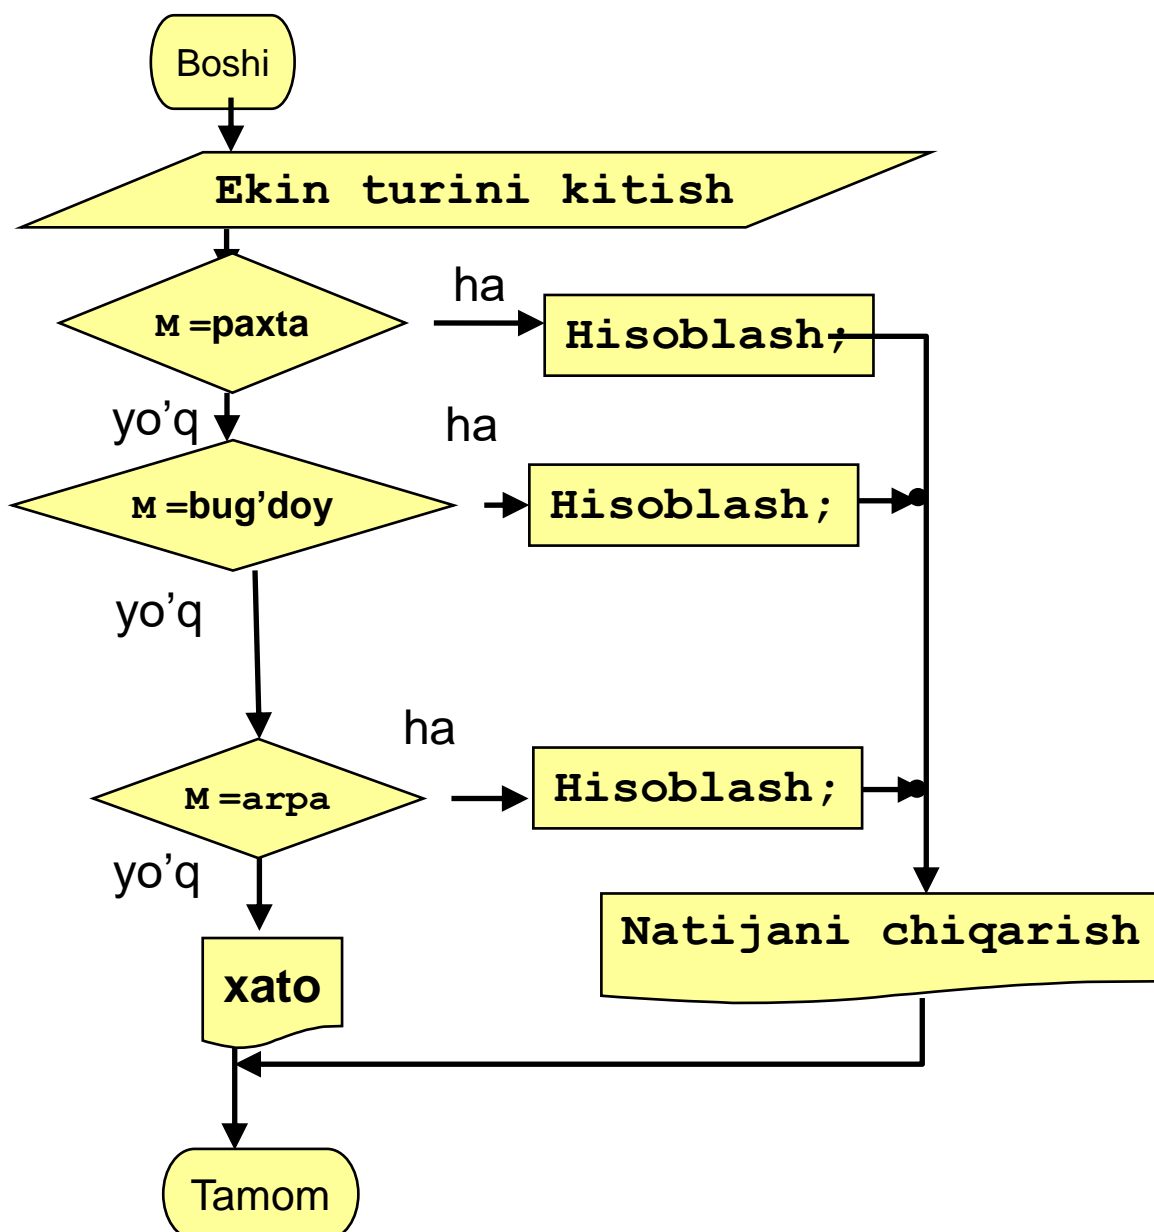 Boshi
Ekin turini kitish
M =paxta
ha
Hisoblash;
yo’q
M =bug’doy
ha
Hisoblash;
yo’q
M =arpa
ha
Hisoblash;
yo’q
xato
Natijani chiqarish
Tamom